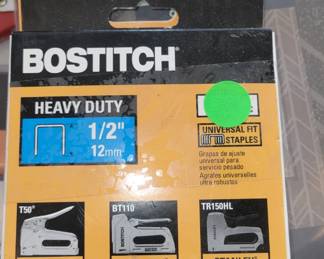 BOSTITCH®
HEAVY DUTY
1/2"
12mm
UNIVERSAL FIT
STAPLES
Grapas de ajuste
universal para
servicio pesado
Agrafes universelles
ultra robustes
T50®
BT110
TR150HL
BOSTITCH